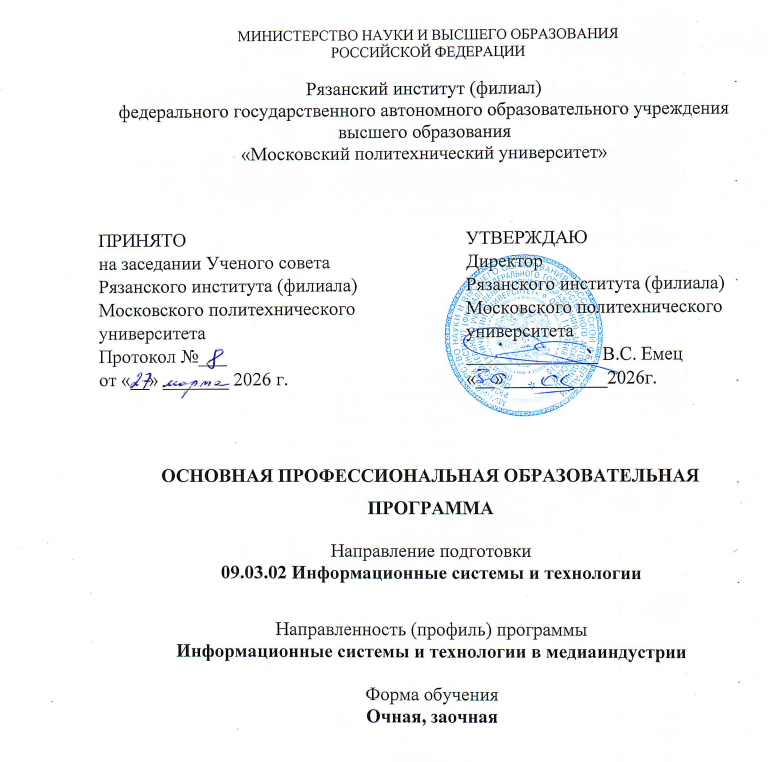 МИНИСТЕРСТВО НАУКИ И ВЫСШЕГО ОБРАЗОВАНИЯ
РОССИЙСКОЙ ФЕДЕРАЦИИ
Рязанский институт (филиал)
федерального государственного автономного образовательного учреждения
высшего образования
«Московский политехнический университет»
ПРИНЯТО
на заседании Ученого совета
Рязанского института (филиала)
Московского политехнического
университета
Протокол № 8
от «27» марта 2026 г.
УТВЕРЖДАЮ
Директор
Рязанского института (филиала)
Московского политехнического
университета
В.С. Емец
2026г.
ОСНОВНАЯ ПРОФЕССИОНАЛЬНАЯ ОБРАЗОВАТЕЛЬНАЯ
ПРОГРАММА
Направление подготовки
09.03.02 Информационные системы и технологии
Направленность (профиль) программы
Информационные системы и технологии в медиаиндустрии
Форма обучения
Очная, заочная